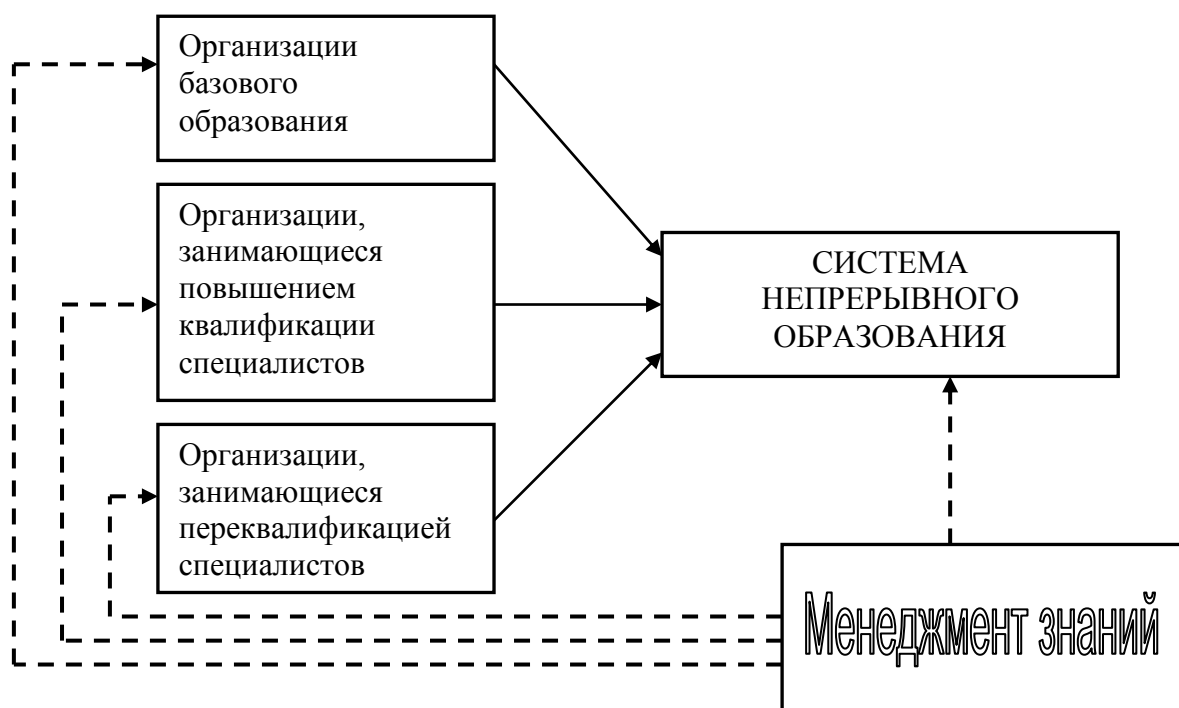 Организации
базового
образования
Организации,
занимающиеся
повышением
квалификации
специалистов
Организации,
занимающиеся
переквалификацией
специалистов
СИСТЕМА
НЕПРЕРЫВНОГО
ОБРАЗОВАНИЯ
Менеджмент знаний